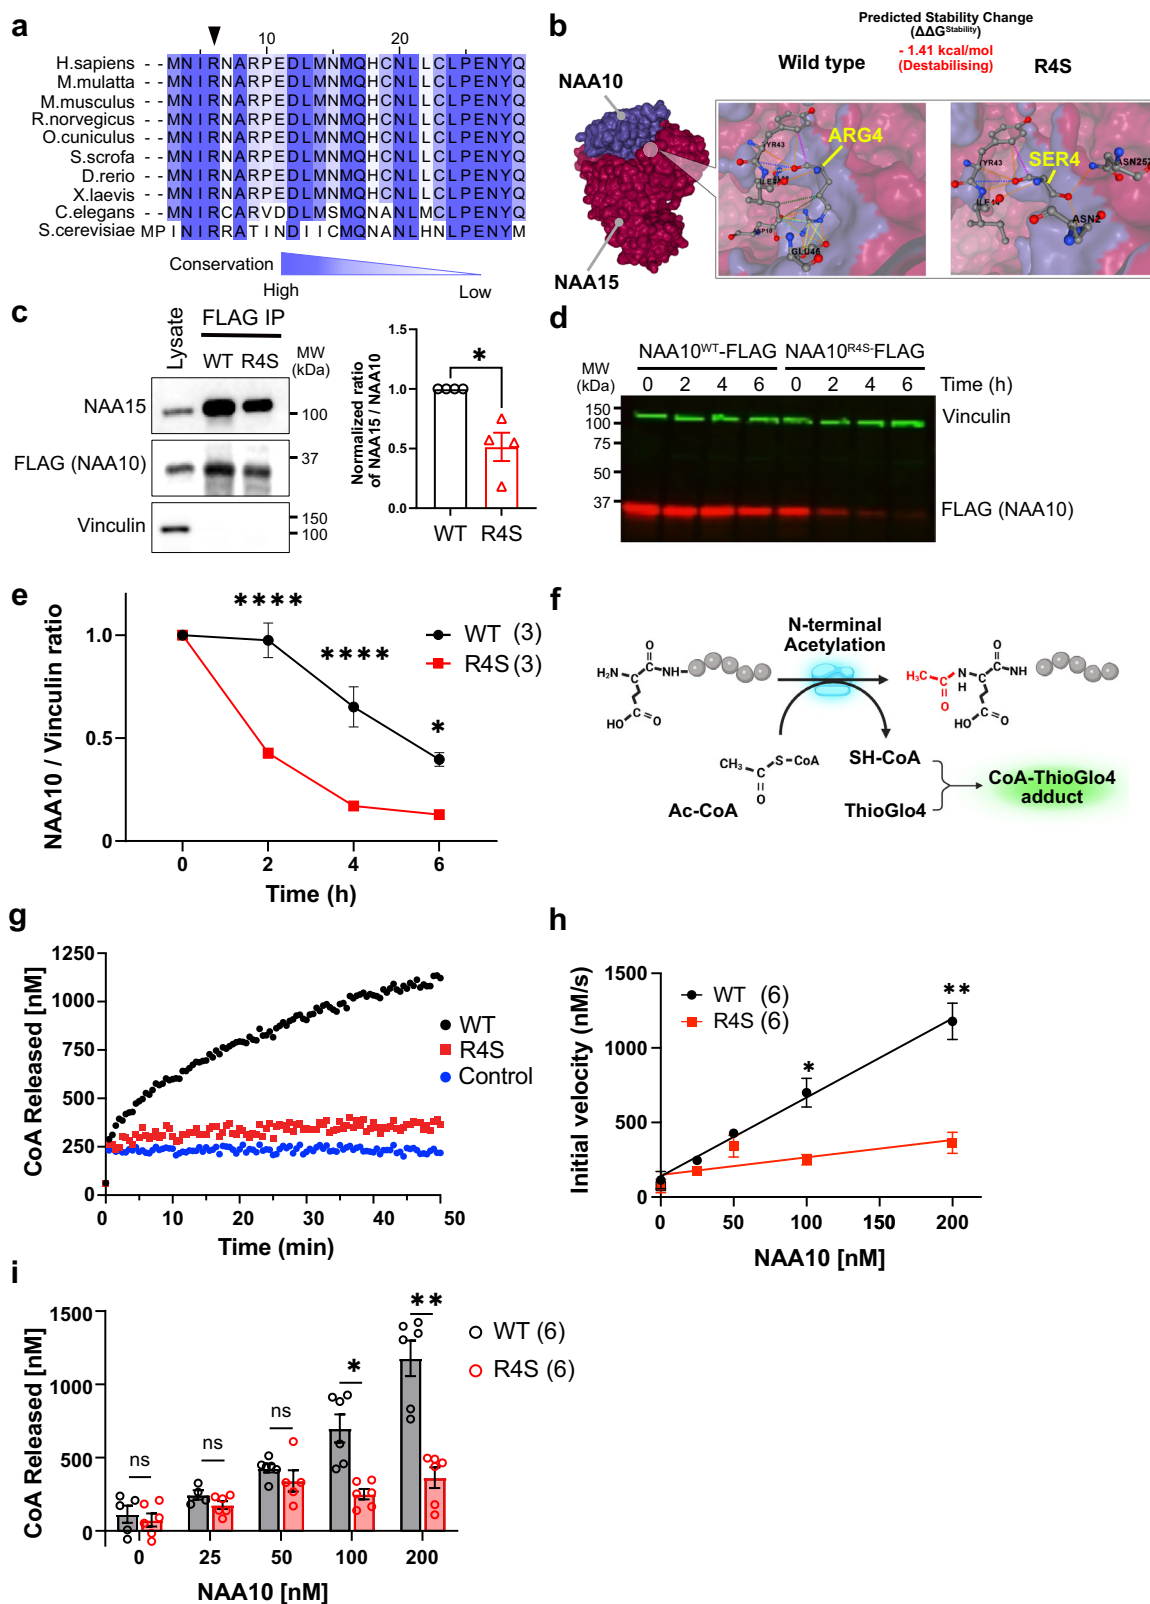 a
10 20
H.sapiens - - MNIRNARPEDLMNMQHCNLLCLPENYQ
M.mulatta - - MNIRNARPEDLMNMQHCNLLCLPENYQ
M.musculus - - MNIRNARPEDLMNMQHCNLLCLPENYQ
R.norvegicus - - MNIRNARPEDLMNMQHCNLLCLPENYQ
O.cuniculus - - MNIRNARPEDLMNMQHCNLLCLPENYQ
S.scrofa - - MNIRNARPEDLMNMQHCNLLCLPENYQ
D.rerio - - MNIRNARPEDLMNMQHCNLLCLPENYQ
X.laevis - - MNIRNARPEDLMNMQHCNLLCLPENYQ
C.elegans - - MNIRCARVDDLMSMQNANLMCLPENYQ
S.cerevisiae MPINIRRATINDIICMQNANLHNLPENYM
Conservation
High Low
b
Predicted Stability Change
(ΔΔG^Stability)
- 1.41 kcal/mol
(Destabilising)
Wild type
R4S
NAA10
NAA15
TYR43
ARG4
ASP10
GLU46
TYR43
SER4
ASN2
c
Lysate
FLAG IP
WT R4S
MW
(kDa)
NAA15
100
FLAG (NAA10)
37
Vinculin
150
100
Normalized ratio
of NAA15 / NAA10
1.5
1.0
0.5
0.0
*
WT R4S
d
NAA10^WT-FLAG NAA10^R4S-FLAG
MW
(kDa)
0 2 4 6 0 2 4 6 Time (h)
150
100
75
50
37
Vinculin
FLAG (NAA10)
e
NAA10 / Vinculin ratio
1.0
0.5
0
****
****
*
WT (3)
R4S (3)
0 2 4 6
Time (h)
f
N-terminal
Acetylation
H₂N
O
NH
HO
O
H₃C
O
N
H
O
NH
HO
O
CH₃
S
CoA
O
Ac-CoA
SH-CoA
ThioGlo4
CoA-ThioGlo4
adduct
g
CoA Released [nM]
1250
1000
750
500
250
0
WT
R4S
Control
0 10 20 30 40 50
Time (min)
h
Initial velocity (nM/s)
1500
1000
500
0
WT (6)
R4S (6)
*
**
0 50 100 150 200
NAA10 [nM]
i
CoA Released [nM]
1500
1000
500
0
ns
ns
ns
*
**
WT (6)
R4S (6)
0 25 50 100 200
NAA10 [nM]